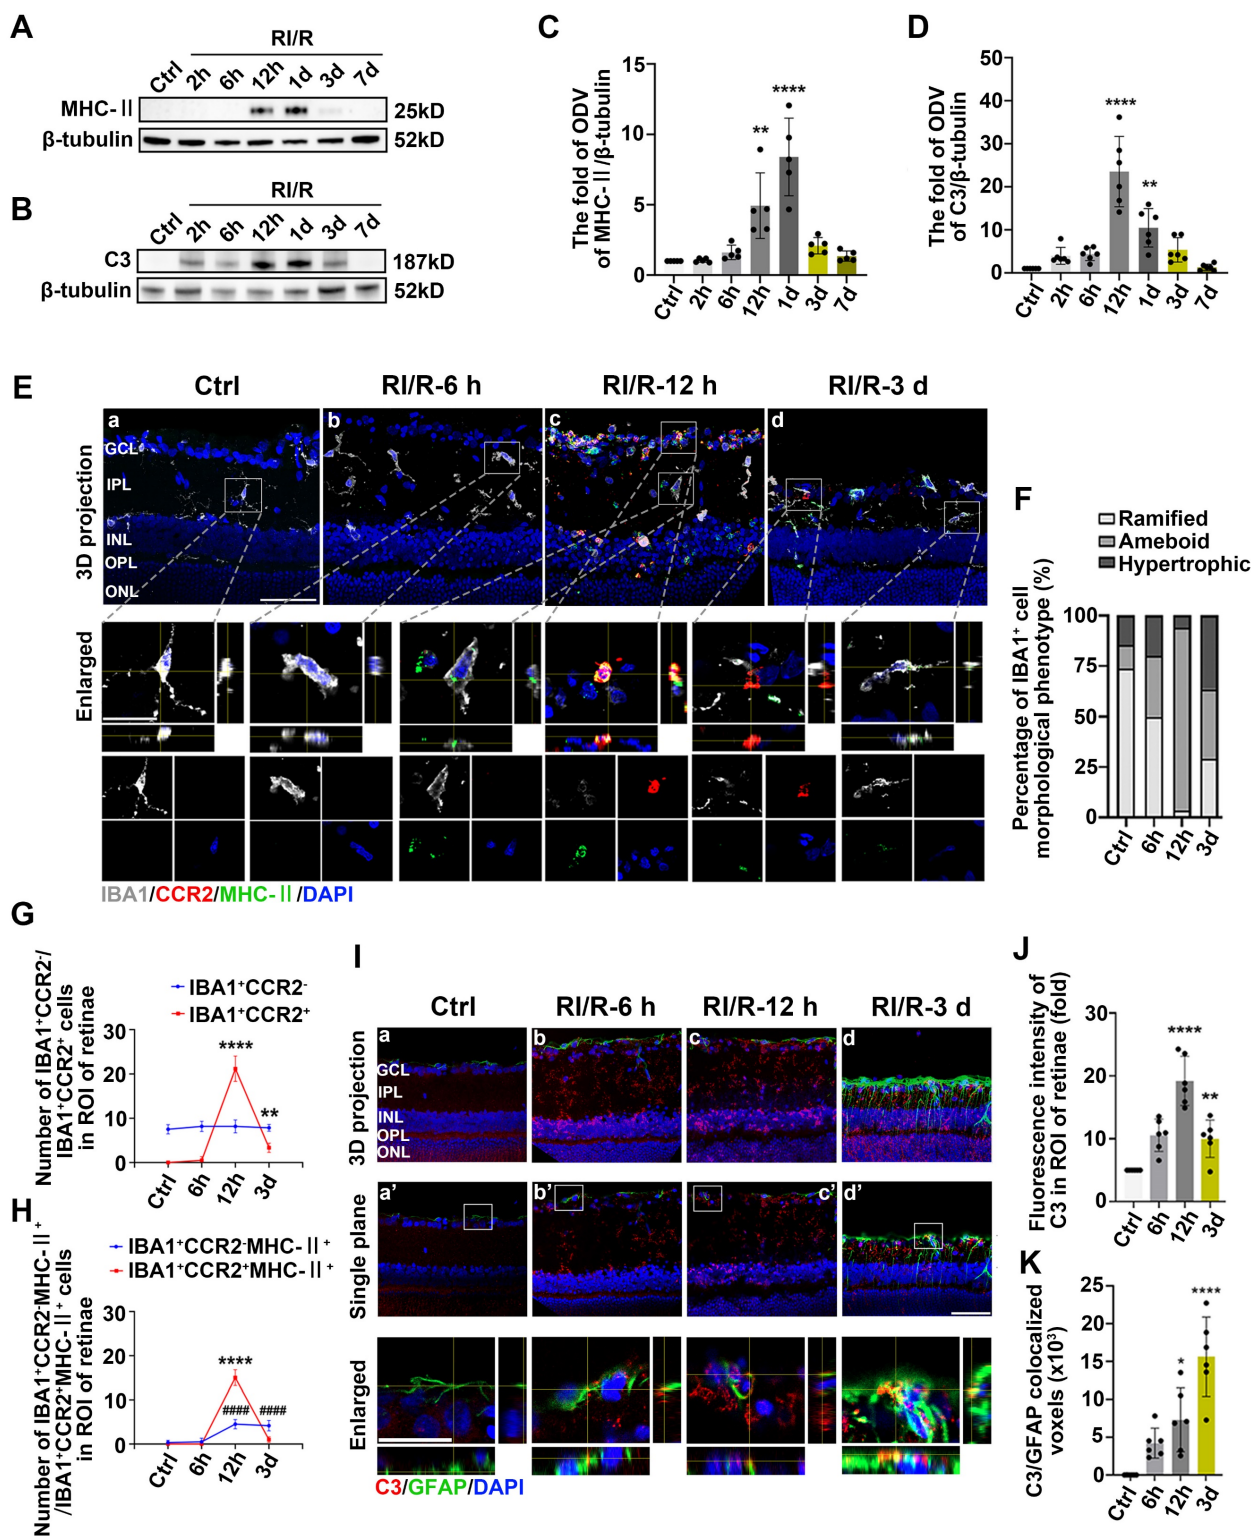 A
RI/R
Ctrl 2h 6h 12h 1d 3d 7d
MHC-Ⅱ 25kD
β-tubulin 52kD
B
RI/R
Ctrl 2h 6h 12h 1d 3d 7d
C3 187kD
β-tubulin 52kD
C
The fold of ODV
of MHC-Ⅱ/β-tubulin
15
10
5
0
**
****
Ctrl 2h 6h 12h 1d 3d 7d
D
The fold of ODV
of C3/β-tubulin
50
40
30
20
10
0
****
**
Ctrl 2h 6h 12h 1d 3d 7d
E
Ctrl RI/R-6 h RI/R-12 h RI/R-3 d
3D projection
a b c d
GCL
IPL
INL
OPL
ONL
Enlarged
IBA1/CCR2/MHC-Ⅱ/DAPI
F
Ramified
Ameboid
Hypertrophic
Percentage of IBA1⁺ cell
morphological phenotype (%)
100
75
50
25
0
Ctrl 6h 12h 3d
G
Number of IBA1⁺CCR2⁻/
IBA1⁺CCR2⁺ cells
in ROI of retinae
IBA1⁺CCR2⁻
IBA1⁺CCR2⁺
30
20
10
0
****
**
Ctrl 6h 12h 3d
H
Number of IBA1⁺CCR2⁻MHC-Ⅱ⁺
/IBA1⁺CCR2⁺MHC-Ⅱ⁺ cells
in ROI of retinae
IBA1⁺CCR2⁻MHC-Ⅱ⁺
IBA1⁺CCR2⁺MHC-Ⅱ⁺
30
20
10
0
****
#### ####
Ctrl 6h 12h 3d
I
Ctrl RI/R-6 h RI/R-12 h RI/R-3 d
3D projection
a b c d
GCL
IPL
INL
OPL
ONL
Single plane
a’ b’ c’ d’
Enlarged
C3/GFAP/DAPI
J
Fluorescence intensity of
C3 in ROI of retinae (fold)
30
20
10
0
****
**
Ctrl 6h 12h 3d
K
C3/GFAP colocalized
voxels (x10³)
25
20
15
10
5
0
*
****
Ctrl 6h 12h 3d